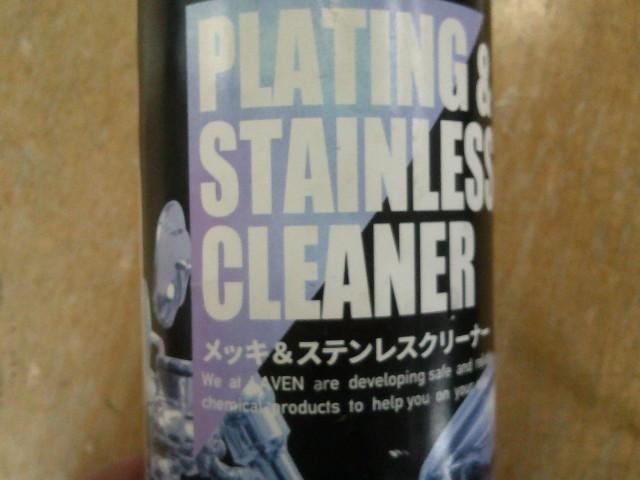 PLATING &
STAINLESS
CLEANER
メッキ&ステンレスクリーナー
We at are developing safe and
chemical products to help you on your